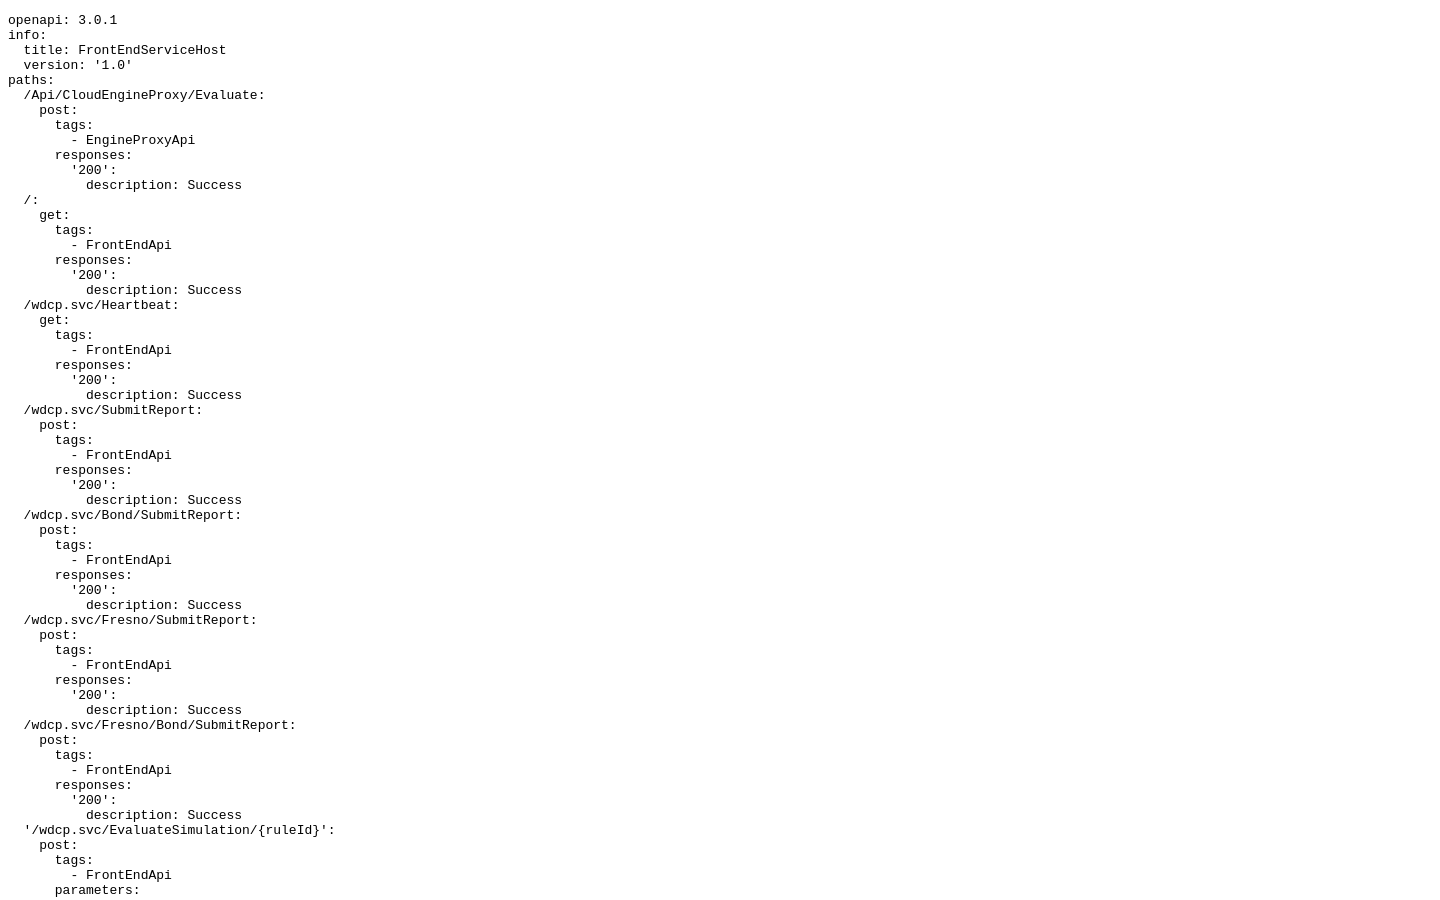 openapi: 3.0.1
info:
  title: FrontEndServiceHost
  version: '1.0'
paths:
  /Api/CloudEngineProxy/Evaluate:
    post:
      tags:
        - EngineProxyApi
      responses:
        '200':
          description: Success
  /:
    get:
      tags:
        - FrontEndApi
      responses:
        '200':
          description: Success
  /wdcp.svc/Heartbeat:
    get:
      tags:
        - FrontEndApi
      responses:
        '200':
          description: Success
  /wdcp.svc/SubmitReport:
    post:
      tags:
        - FrontEndApi
      responses:
        '200':
          description: Success
  /wdcp.svc/Bond/SubmitReport:
    post:
      tags:
        - FrontEndApi
      responses:
        '200':
          description: Success
  /wdcp.svc/Fresno/SubmitReport:
    post:
      tags:
        - FrontEndApi
      responses:
        '200':
          description: Success
  /wdcp.svc/Fresno/Bond/SubmitReport:
    post:
      tags:
        - FrontEndApi
      responses:
        '200':
          description: Success
  '/wdcp.svc/EvaluateSimulation/{ruleId}':
    post:
      tags:
        - FrontEndApi
      parameters: